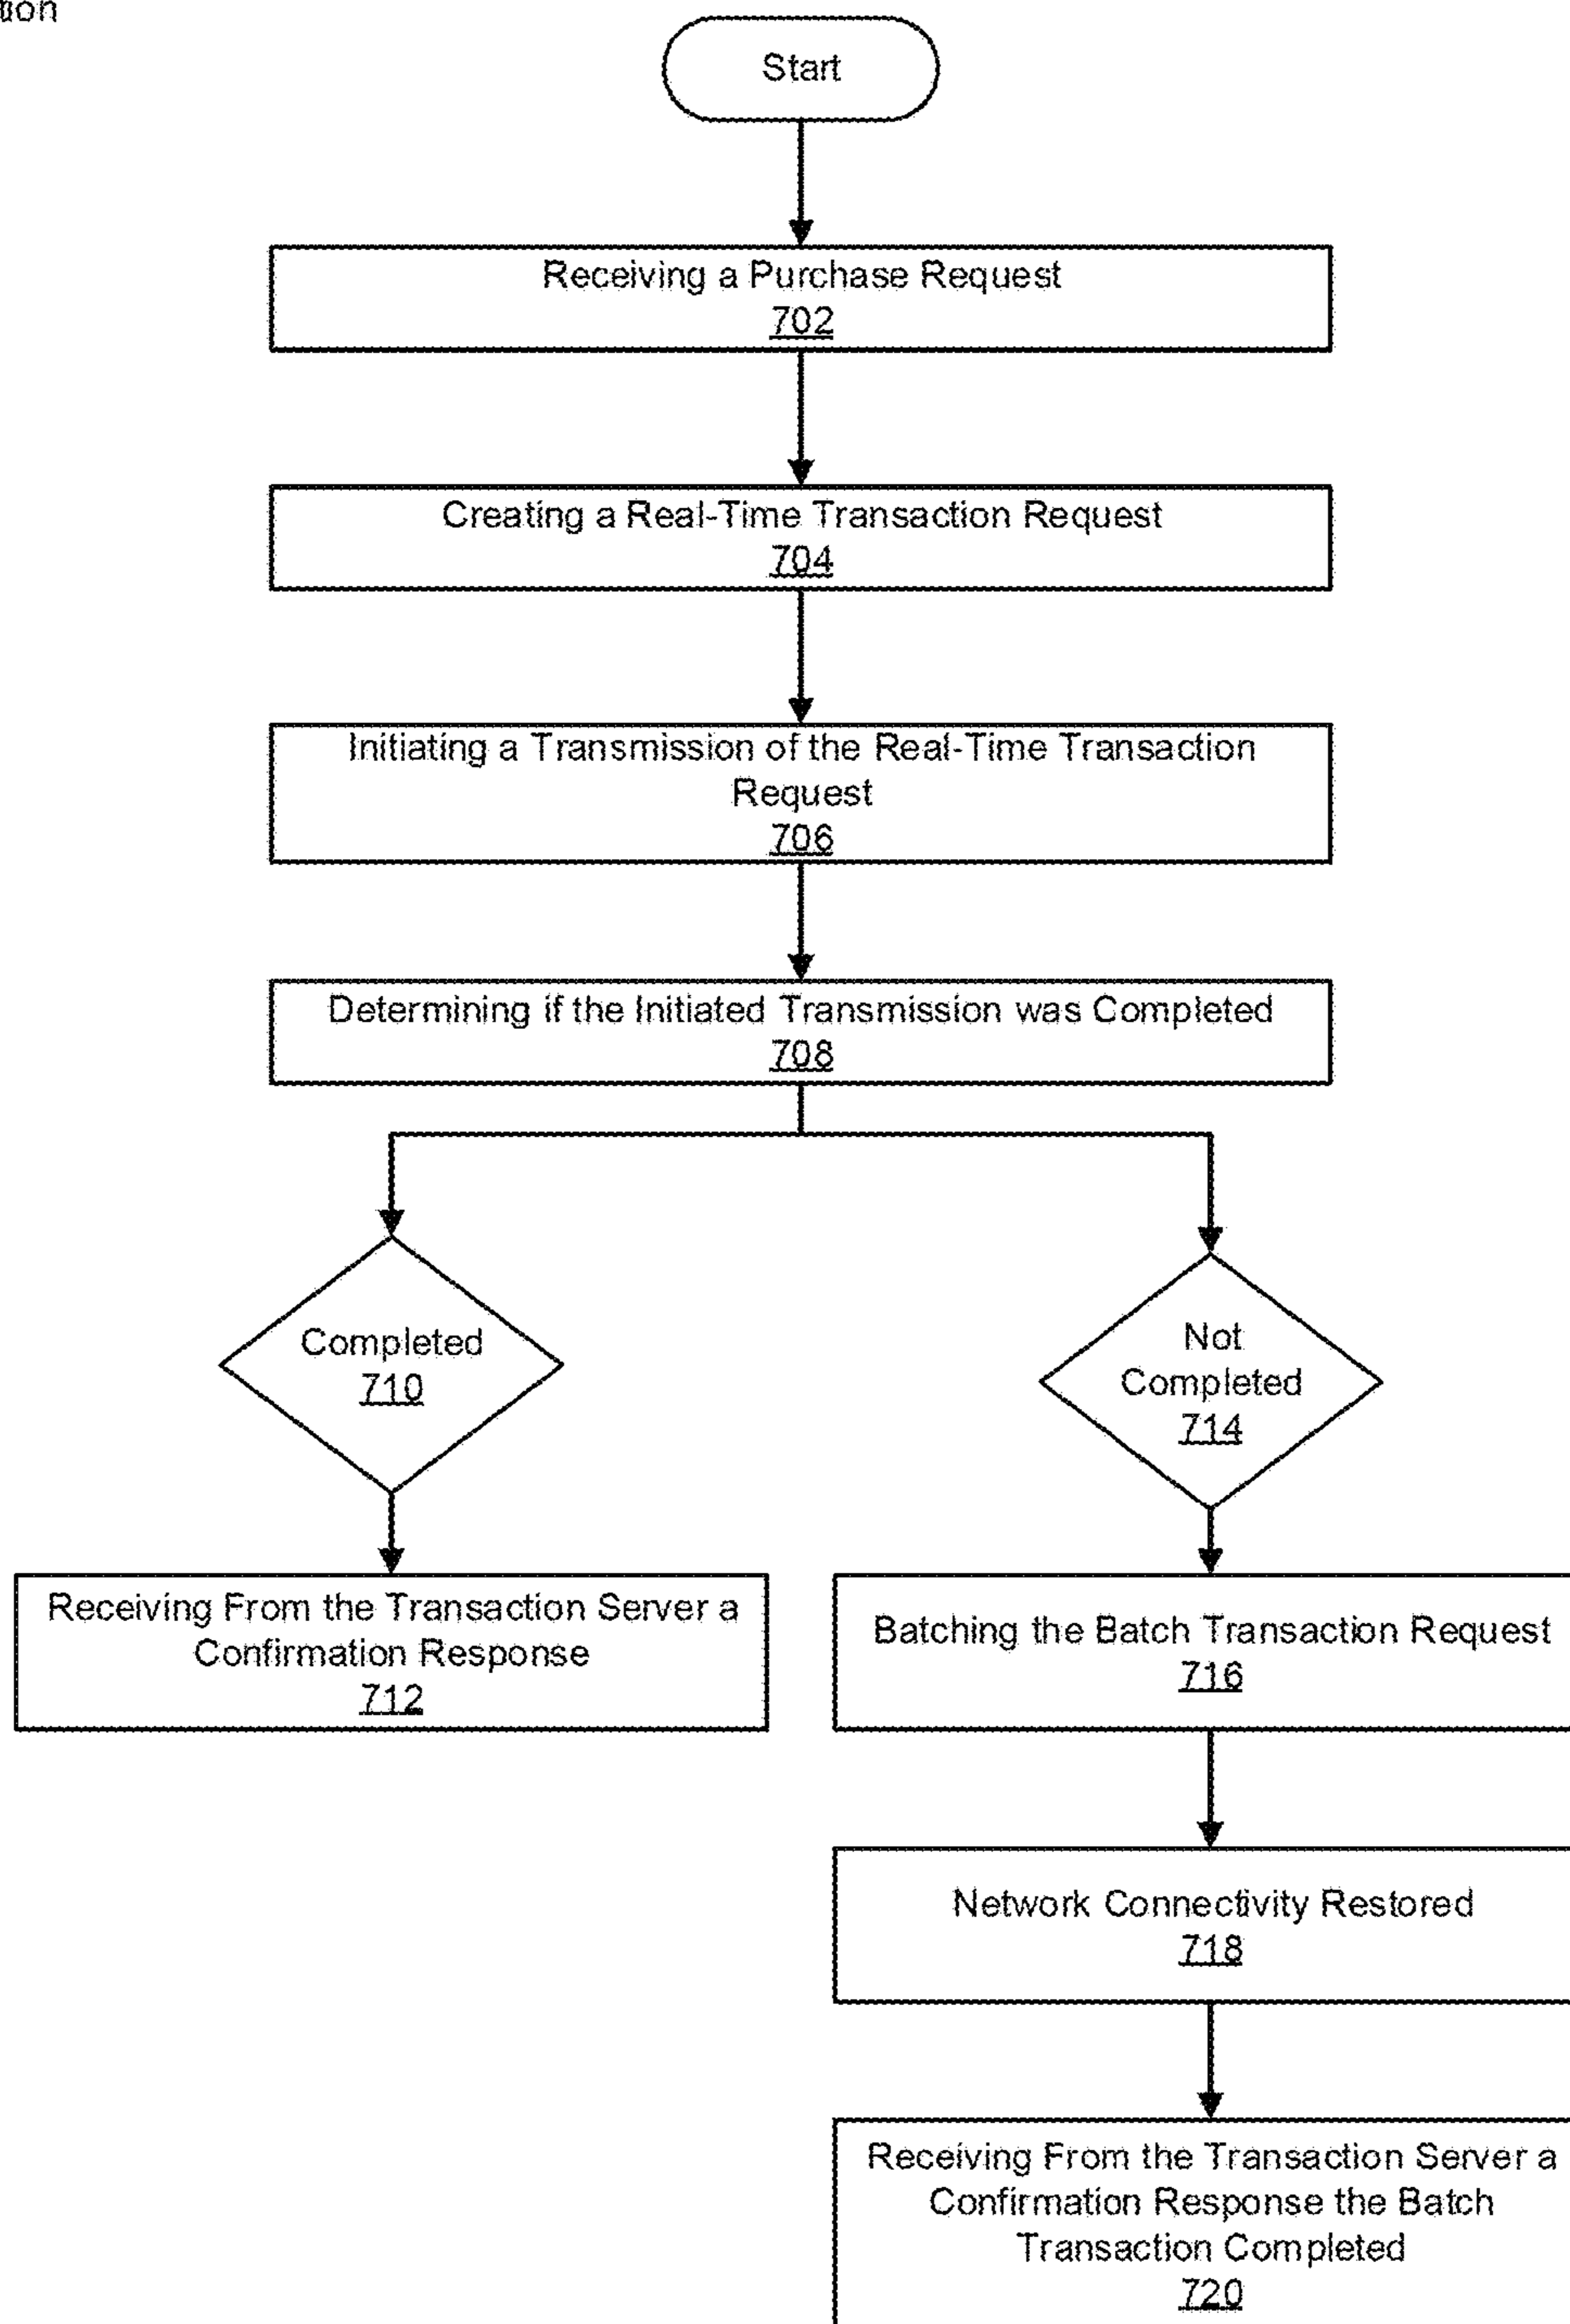 tion
Start
Receiving a Purchase Request
702
Creating a Real-Time Transaction Request
704
Initiating a Transmission of the Real-Time Transaction
Request
706
Determining if the Initiated Transmission was Completed
708
Completed
710
Not
Completed
714
Receiving From the Transaction Server a
Confirmation Response
712
Batching the Batch Transaction Request
716
Network Connectivity Restored
718
Receiving From the Transaction Server a
Confirmation Response the Batch
Transaction Completed
720